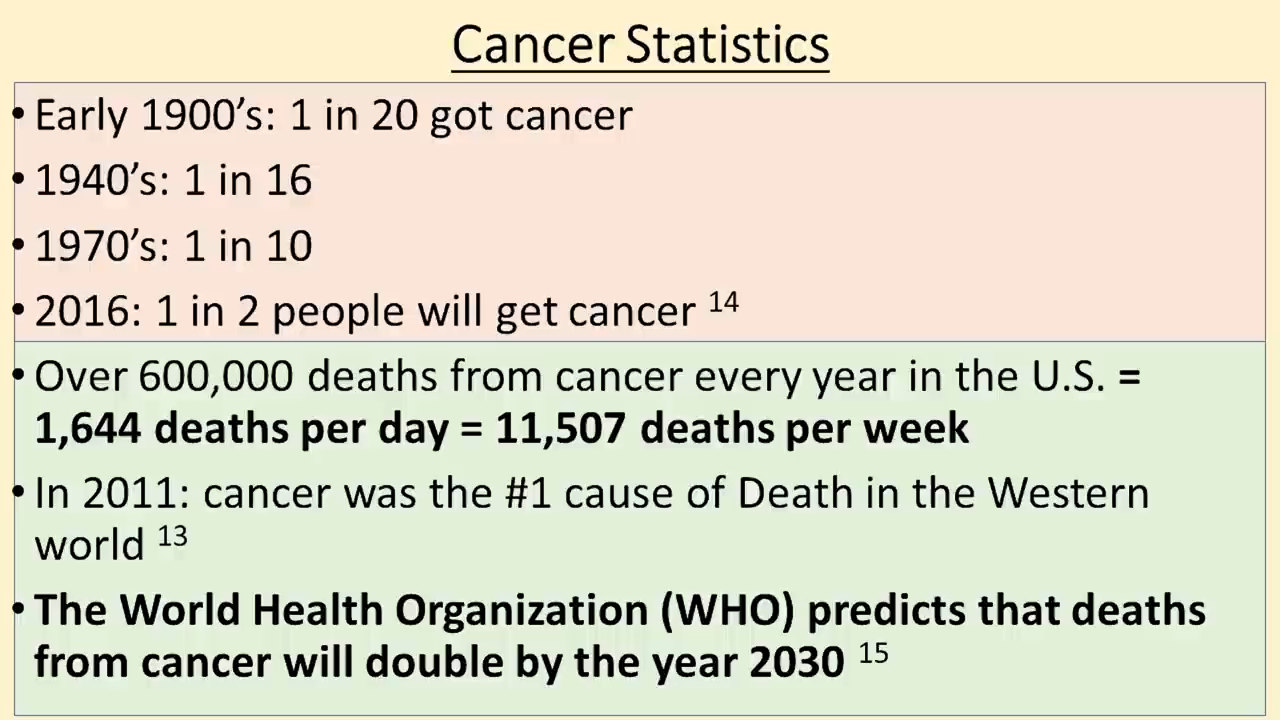 Cancer Statistics
• Early 1900’s: 1 in 20 got cancer
• 1940’s: 1 in 16
• 1970’s: 1 in 10
• 2016: 1 in 2 people will get cancer 14
• Over 600,000 deaths from cancer every year in the U.S. =
1,644 deaths per day = 11,507 deaths per week
• In 2011: cancer was the #1 cause of Death in the Western
world 13
• The World Health Organization (WHO) predicts that deaths
from cancer will double by the year 2030 15